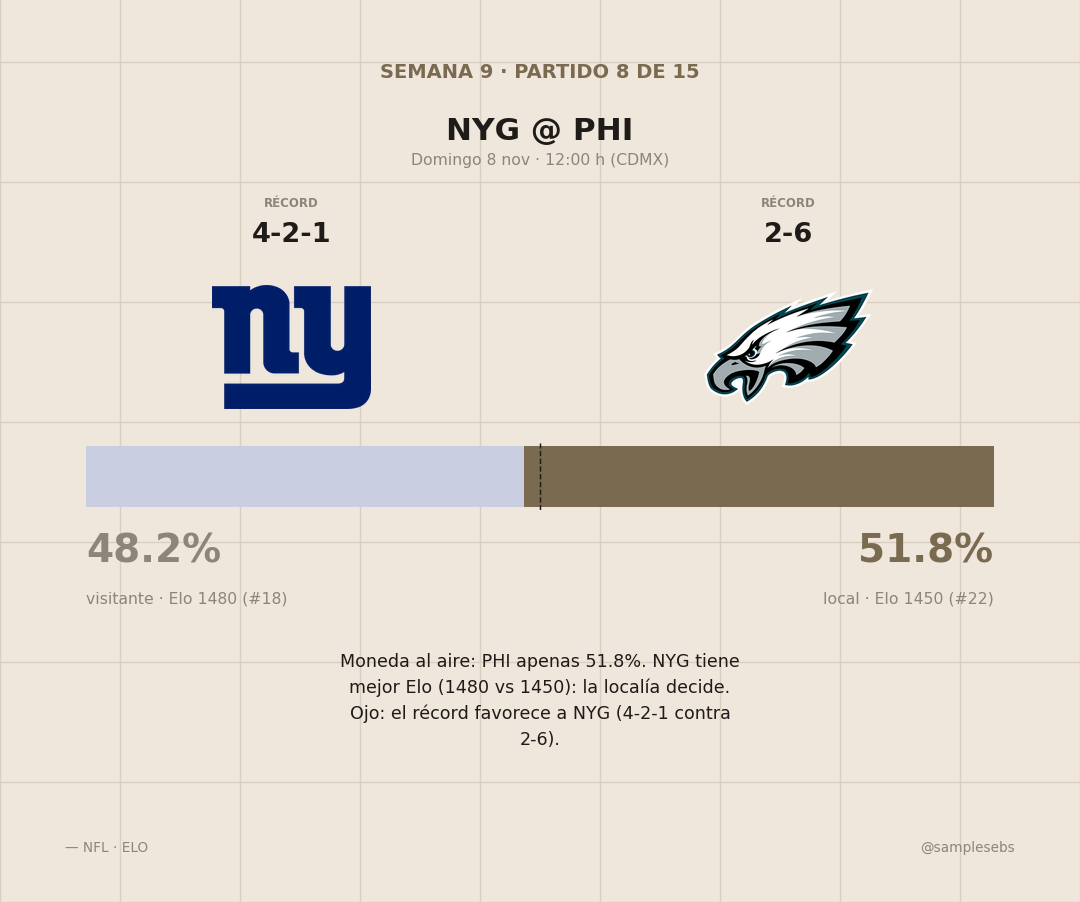 SEMANA 9 · PARTIDO 8 DE 15
NYG @ PHI
Domingo 8 nov · 12:00 h (CDMX)
RÉCORD
4-2-1
RÉCORD
2-6
ny
48.2%
51.8%
visitante · Elo 1480 (#18)
local · Elo 1450 (#22)
Moneda al aire: PHI apenas 51.8%. NYG tiene
mejor Elo (1480 vs 1450): la localía decide.
Ojo: el récord favorece a NYG (4-2-1 contra
2-6).
— NFL · ELO
@samplesebs